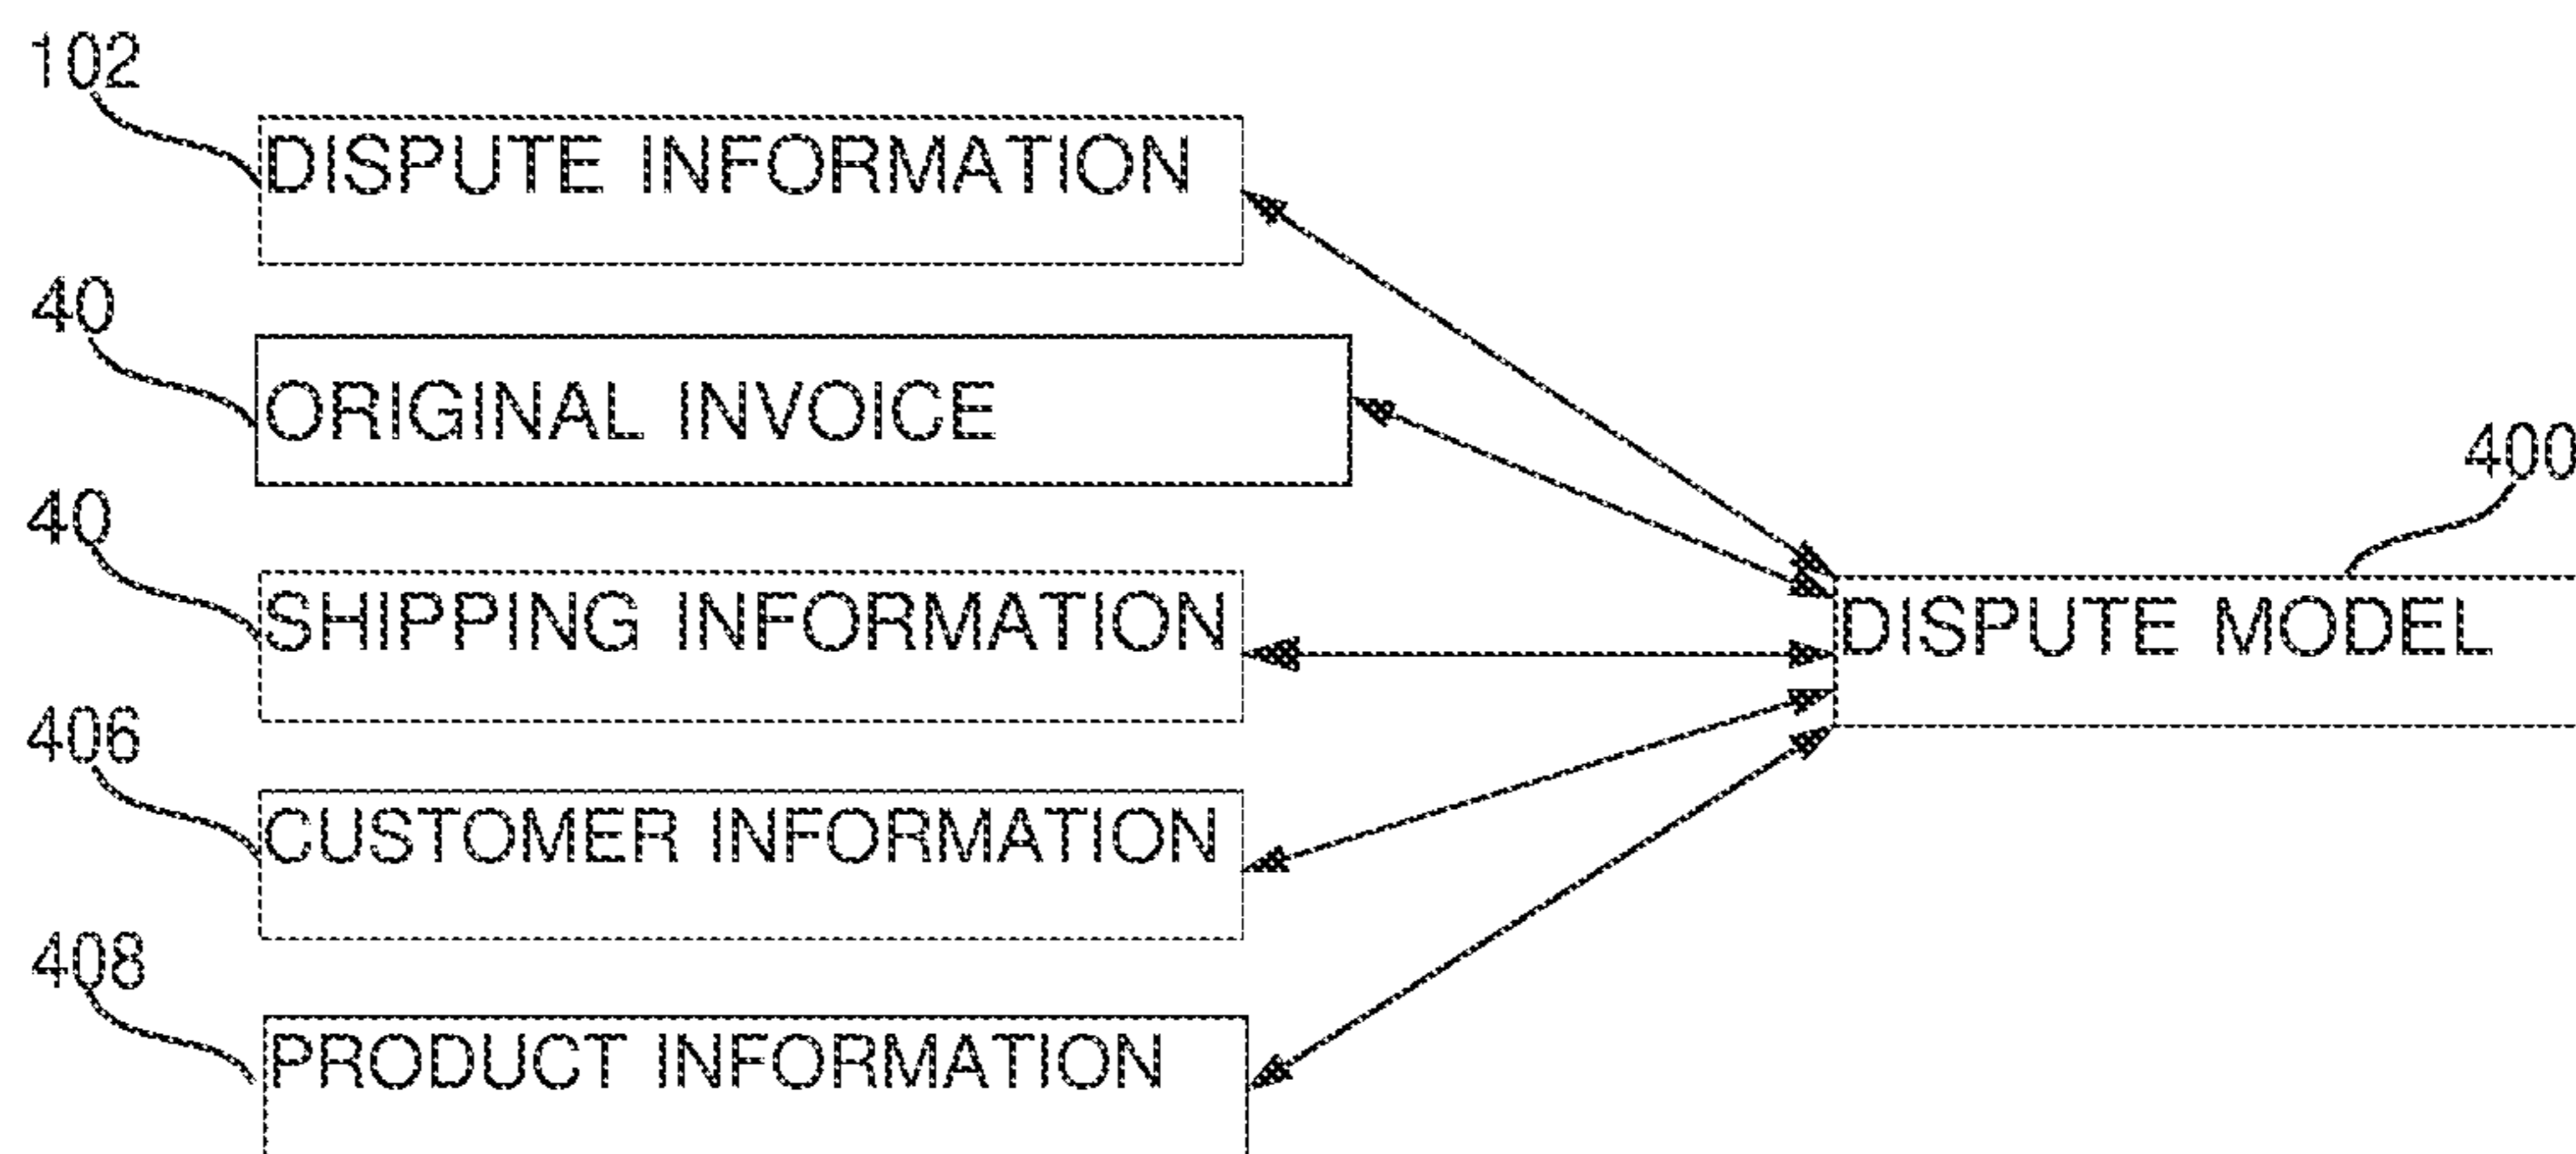 102
DISPUTE INFORMATION
40
ORIGINAL INVOICE
400
40
SHIPPING INFORMATION
DISPUTE MODEL
406
CUSTOMER INFORMATION
408
PRODUCT INFORMATION